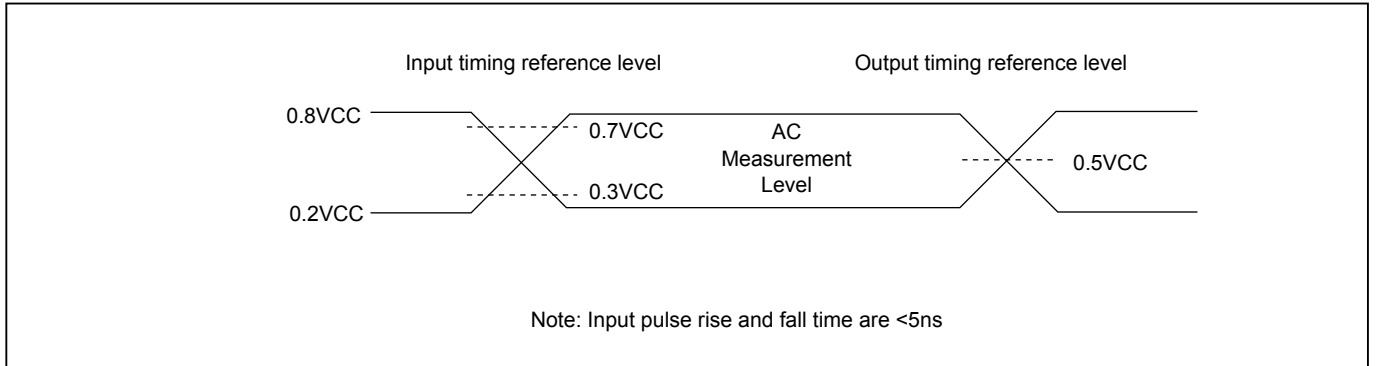 Input timing reference level
Output timing reference level
0.8VCC
0.7VCC
AC
Measurement
Level
0.5VCC
0.3VCC
0.2VCC
Note: Input pulse rise and fall time are <5ns